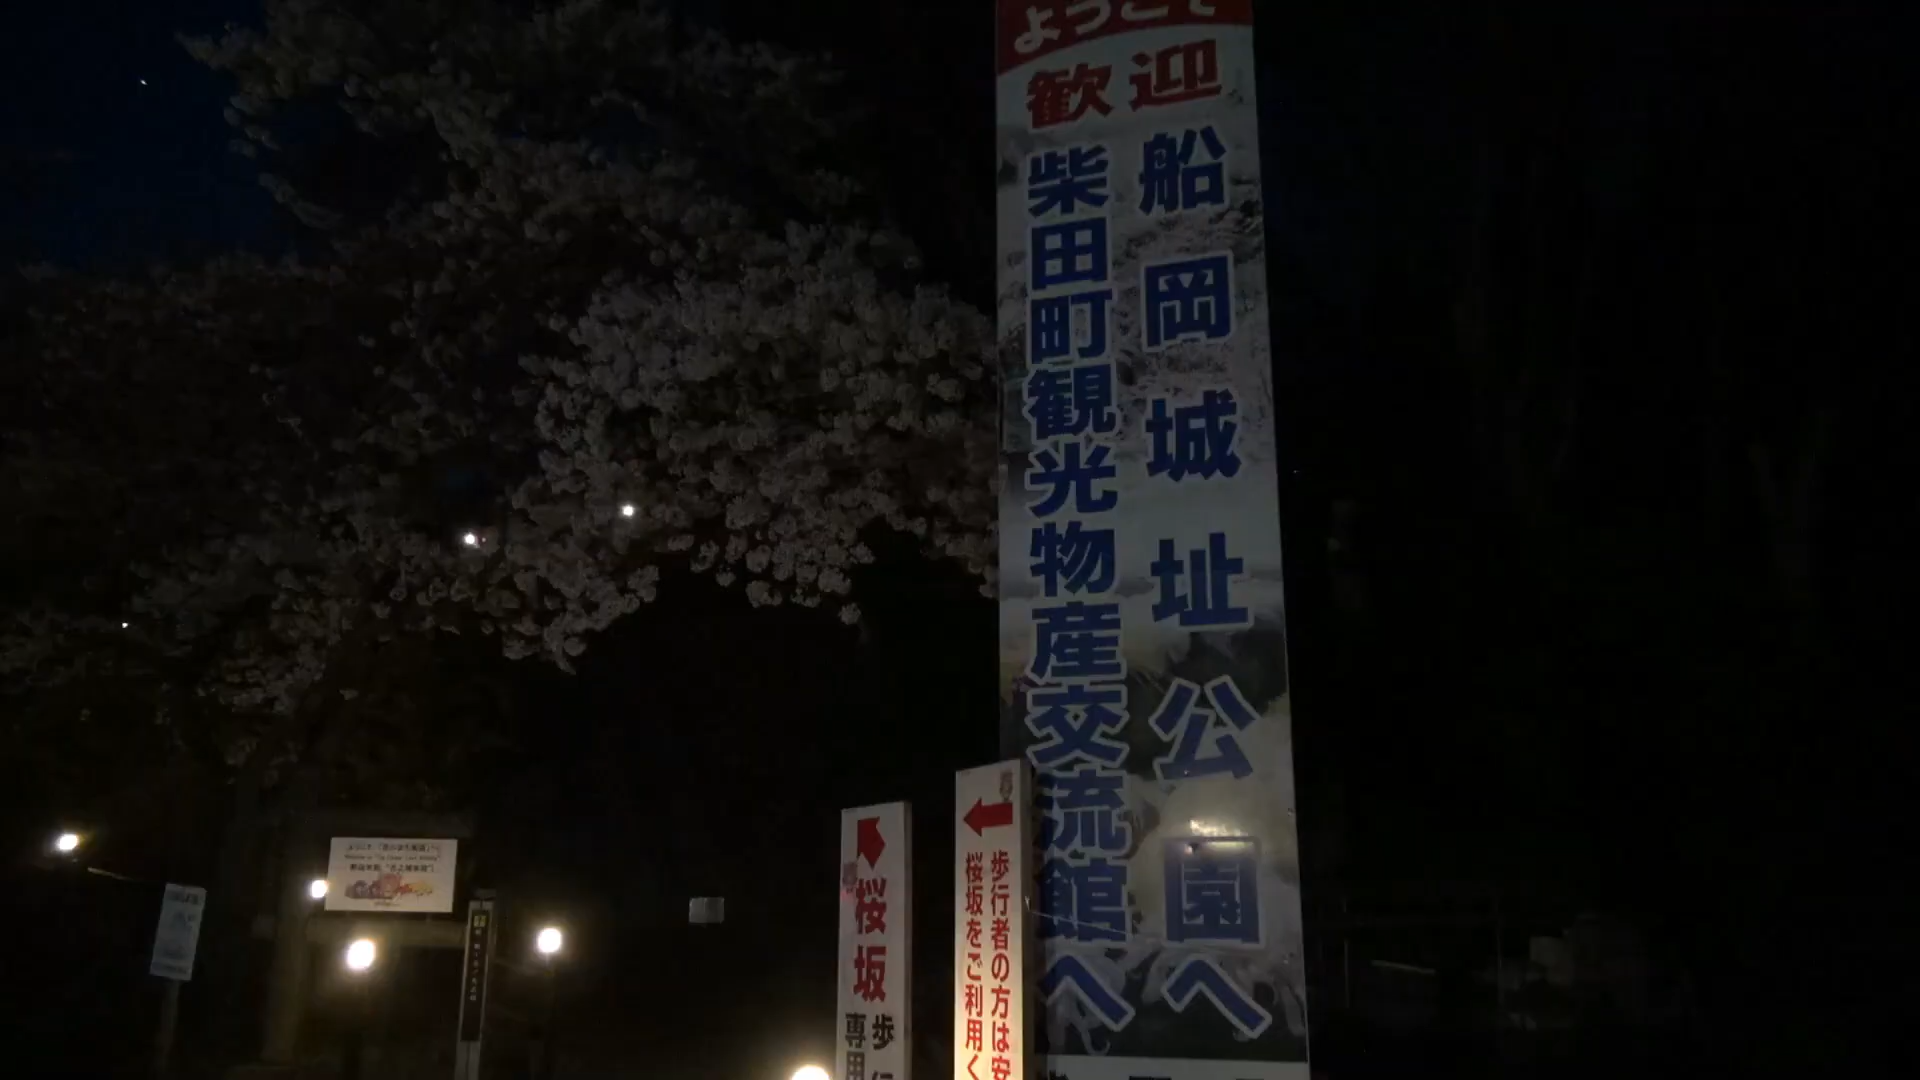 ようこそ
歓迎
船岡城址公園へ
柴田町観光物産交流館へ
歩行者の方は安
桜坂をご利用く
桜坂
歩行
専用